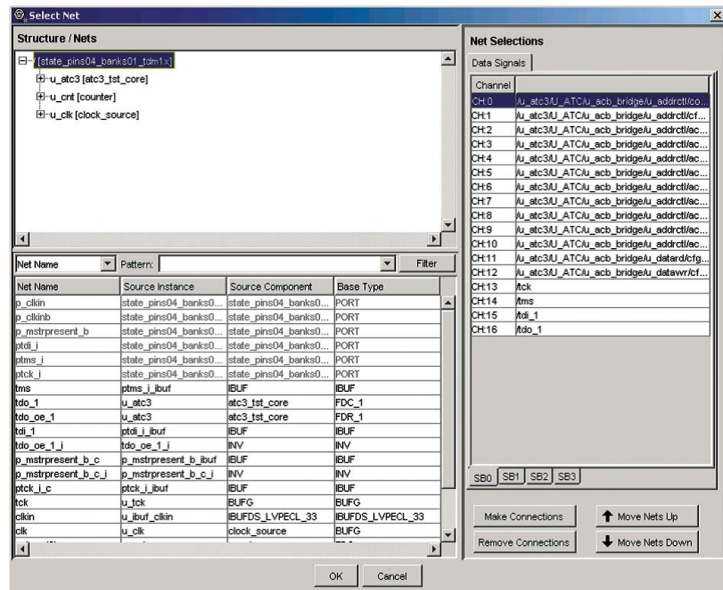 Select Net
Structure / Nets
/ [state_pins04_banks01_tdm1x]
u_atc3 [atc3_tst_core]
u_cnt [counter]
u_clk [clock_source]
Net Name Pattern: Filter
Net Name Source Instance Source Component Base Type
p_clkin state_pins04_banks0... state_pins04_banks0... PORT
p_clkinb state_pins04_banks0... state_pins04_banks0... PORT
p_mstrpresent_b state_pins04_banks0... state_pins04_banks0... PORT
ptdi_i state_pins04_banks0... state_pins04_banks0... PORT
ptms_i state_pins04_banks0... state_pins04_banks0... PORT
ptck_i state_pins04_banks0... state_pins04_banks0... PORT
tms ptms_i_ibuf IBUF IBUF
tdo_1 u_atc3 atc3_tst_core FDC_1
tdo_oe_1 u_atc3 atc3_tst_core FDR_1
tdi_1 ptdi_i_ibuf IBUF IBUF
tdo_oe_1_i tdo_oe_1_i INV INV
p_mstrpresent_b_c p_mstrpresent_b_ibuf IBUF IBUF
p_mstrpresent_b_c_i p_mstrpresent_b_c_i INV INV
ptck_i_c ptck_i_ibuf IBUF IBUF
tck u_tck BUFG BUFG
clkin u_ibuf_clkin IBUFDS_LVPECL_33 IBUFDS_LVPECL_33
clk u_clk clock_source BUFG
Net Selections
Data Signals
Channel
CH:0 /u_atc3/U_ATC/u_acb_bridge/u_addrctl/co...
CH:1 /u_atc3/U_ATC/u_acb_bridge/u_addrctl/cf...
CH:2 /u_atc3/U_ATC/u_acb_bridge/u_addrctl/ac...
CH:3 /u_atc3/U_ATC/u_acb_bridge/u_addrctl/ac...
CH:4 /u_atc3/U_ATC/u_acb_bridge/u_addrctl/ac...
CH:5 /u_atc3/U_ATC/u_acb_bridge/u_addrctl/ac...
CH:6 /u_atc3/U_ATC/u_acb_bridge/u_addrctl/ac...
CH:7 /u_atc3/U_ATC/u_acb_bridge/u_addrctl/ac...
CH:8 /u_atc3/U_ATC/u_acb_bridge/u_addrctl/ac...
CH:9 /u_atc3/U_ATC/u_acb_bridge/u_addrctl/ac...
CH:10 /u_atc3/U_ATC/u_acb_bridge/u_addrctl/ac...
CH:11 /u_atc3/U_ATC/u_acb_bridge/u_datard/cfg...
CH:12 /u_atc3/U_ATC/u_acb_bridge/u_datawr/cf...
CH:13 /tck
CH:14 /tms
CH:15 /tdi_1
CH:16 /tdo_1
SB0 SB1 SB2 SB3
Make Connections Move Nets Up
Remove Connections Move Nets Down
OK Cancel